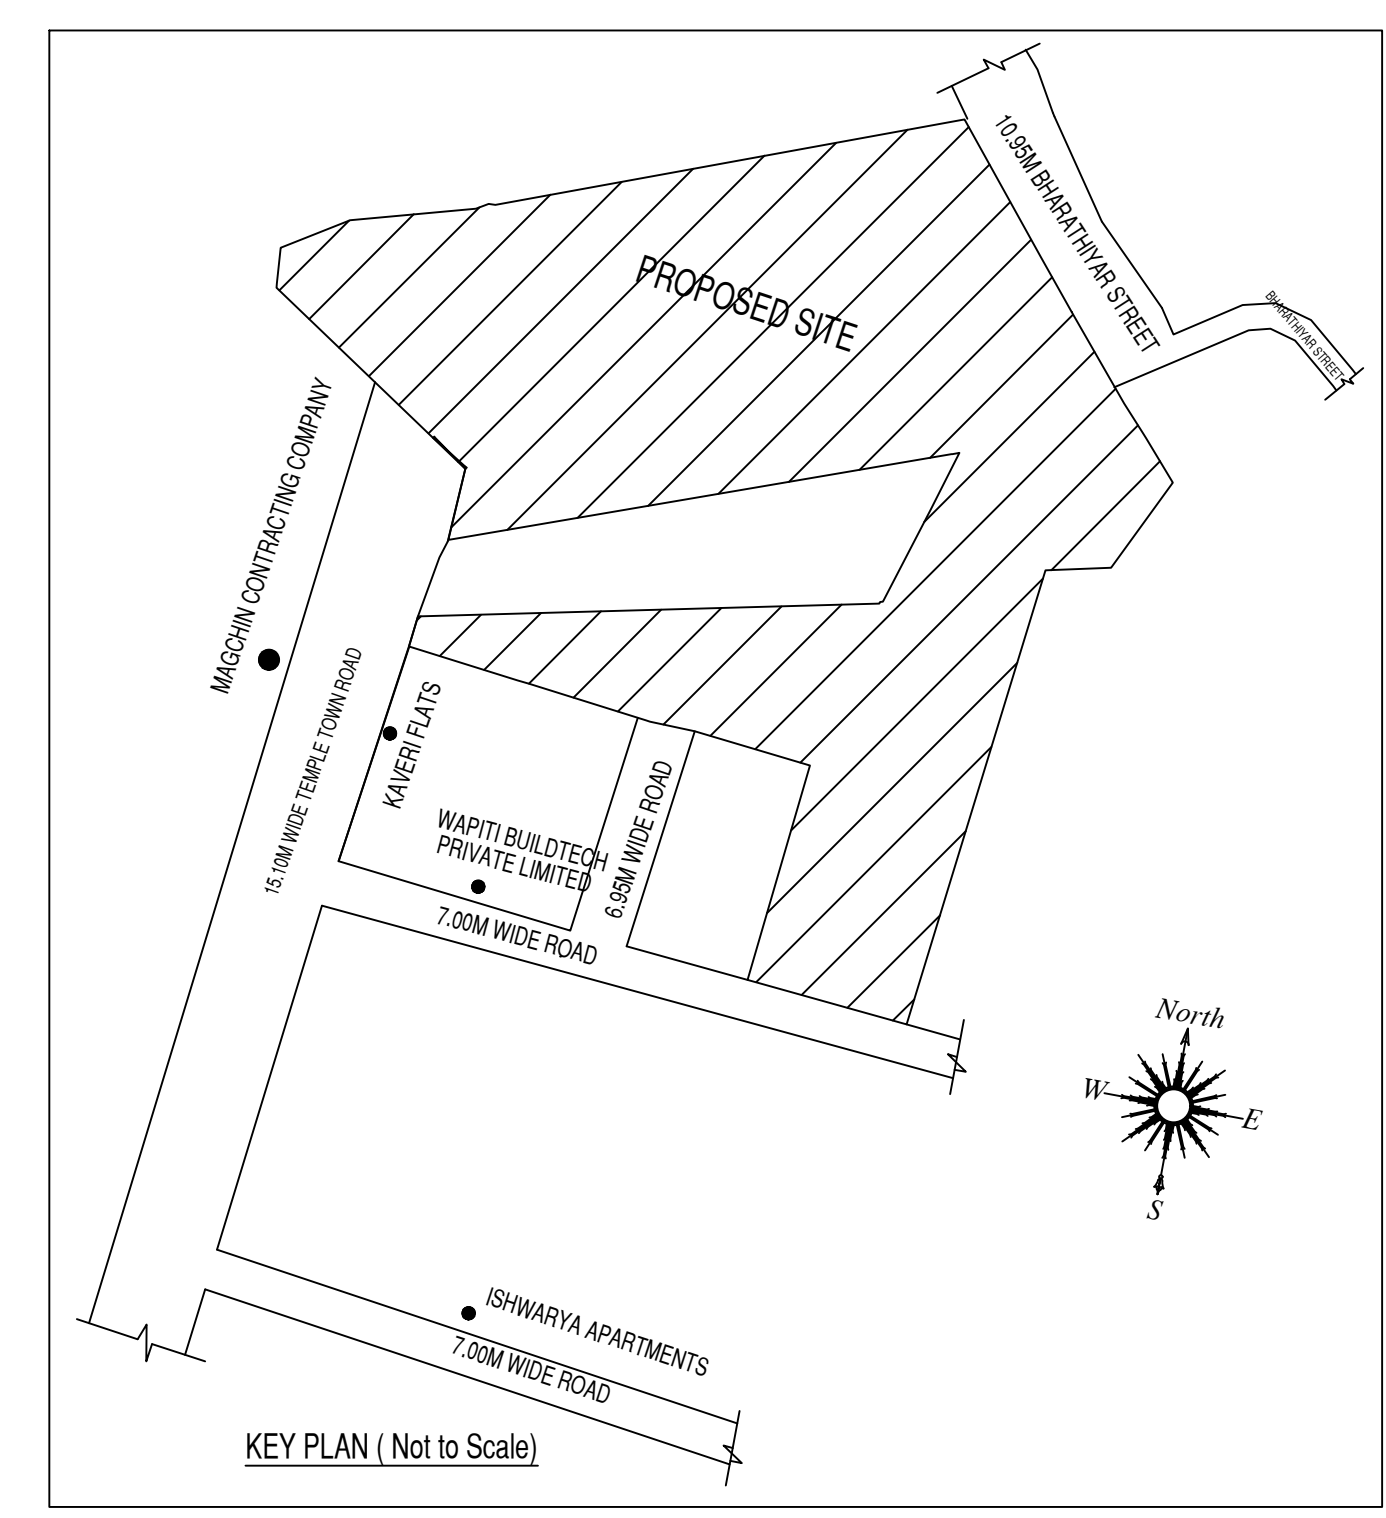 10.95M BHARATHIYAR STREET
PROPOSED SITE
BHARATHIYAR STREET
MAGCHIN CONTRACTING COMPANY
15.10M WIDE TEMPLE TOWN ROAD
KAVERI FLATS
WAPITI BUILDTECH
PRIVATE LIMITED
6.95M WIDE ROAD
7.00M WIDE ROAD
North
W
E
S
ISHWARYA APARTMENTS
7.00M WIDE ROAD
KEY PLAN ( Not to Scale)